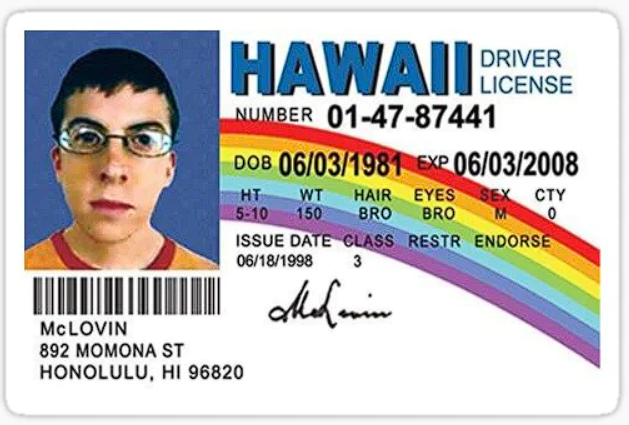 HAWAII DRIVER LICENSE
NUMBER 01-47-87441
DOB 06/03/1981 EXP 06/03/2008
HT WT HAIR EYES SEX CTY
5-10 150 BRO BRO M 0
ISSUE DATE CLASS RESTR ENDORSE
06/18/1998 3
McLovin
McLOVIN
892 MOMONA ST
HONOLULU, HI 96820